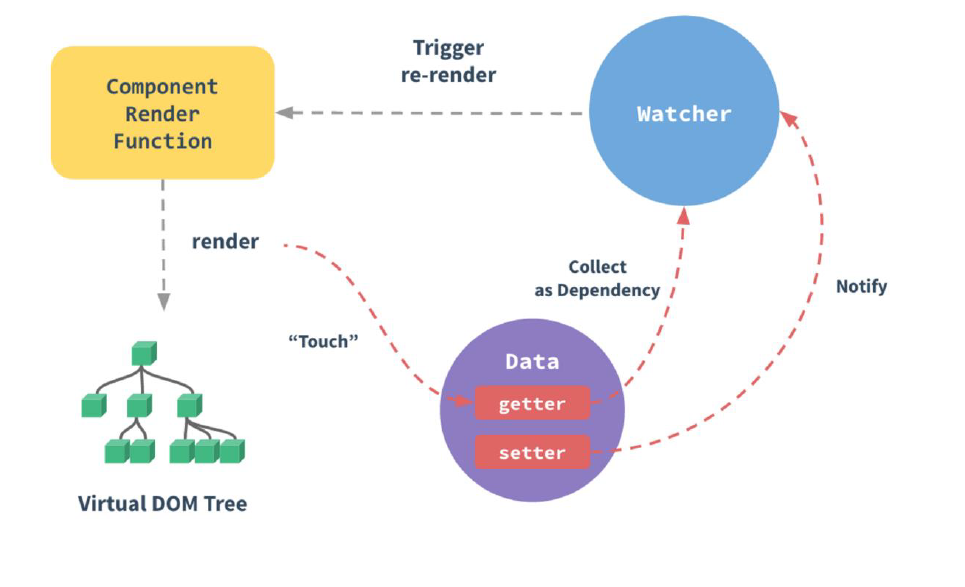 Component
Render
Function
Trigger
re-render
Watcher
render
“Touch”
Collect
as Dependency
Notify
Data
getter
setter
Virtual DOM Tree